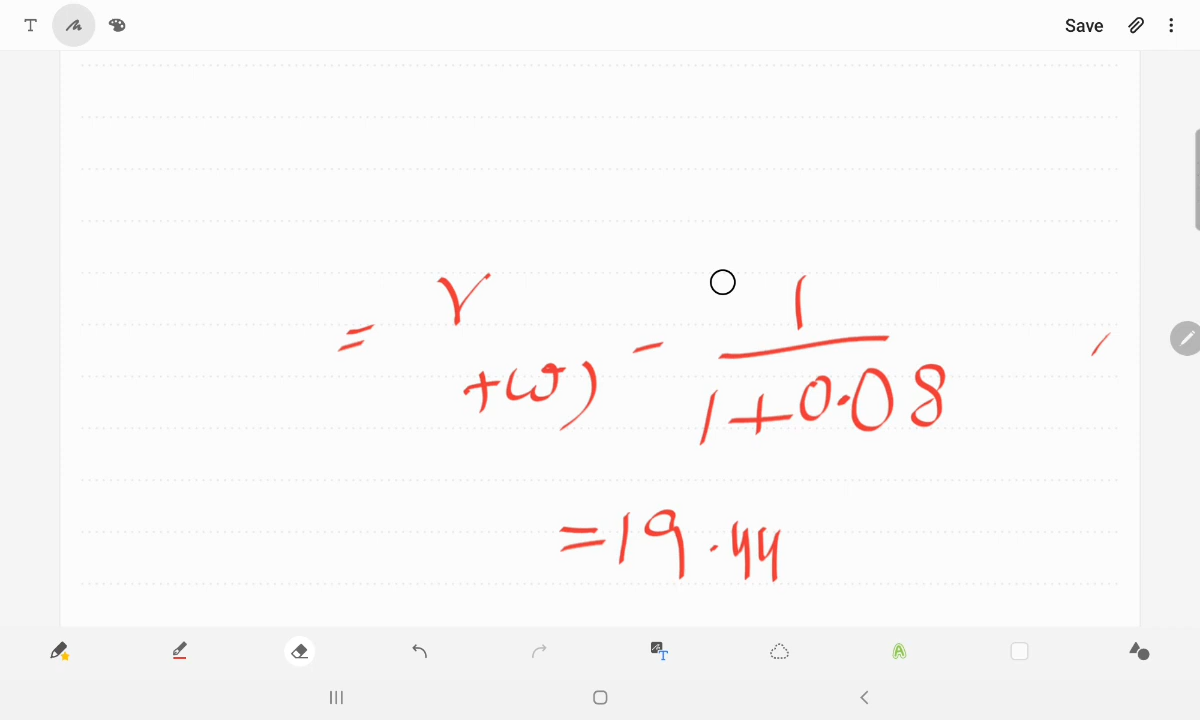 T Save
= r - 1
+(w) 1+0.08
=19.44